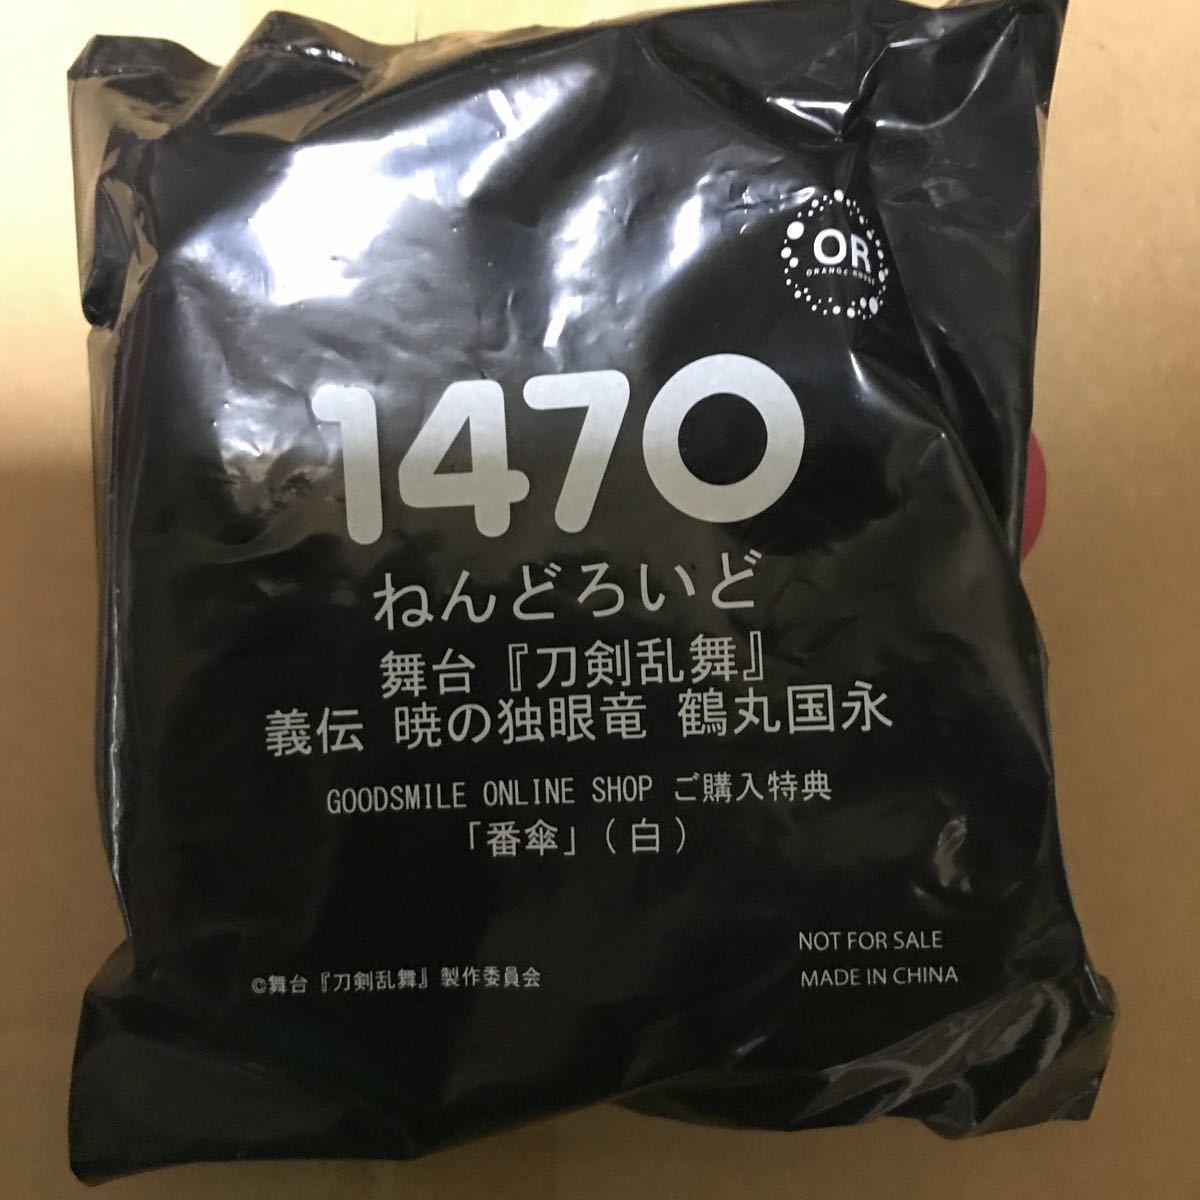 OR
ORANGE ROUGE
1470
ねんどろいど
舞台『刀剣乱舞』
義伝 暁の独眼竜 鶴丸国永
GOODSMILE ONLINE SHOP ご購入特典
「番傘」（白）
NOT FOR SALE
©舞台『刀剣乱舞』製作委員会
MADE IN CHINA